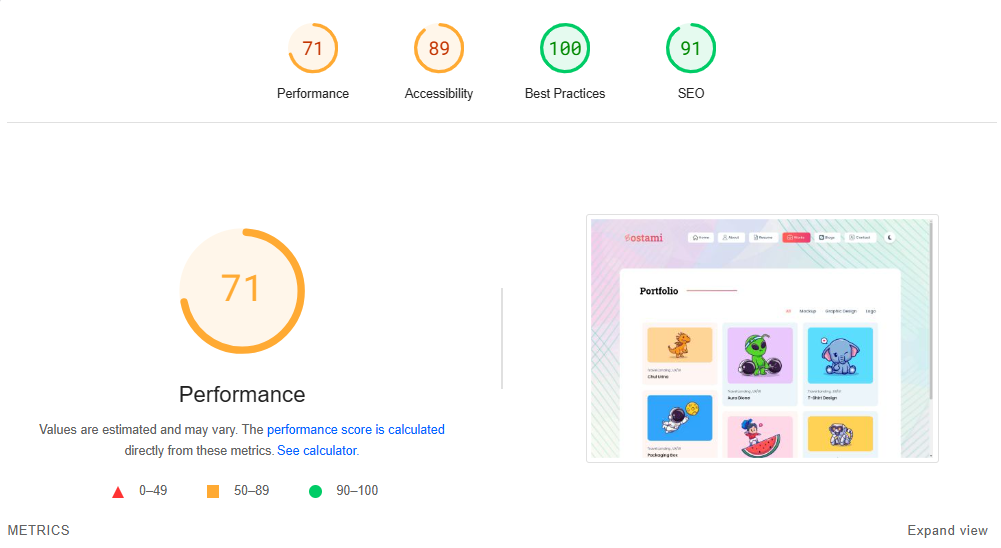 71
89
100
91
Performance
Accessibility
Best Practices
SEO
71
Performance
Values are estimated and may vary. The performance score is calculated
directly from these metrics. See calculator.
0–49
50–89
90–100
Bostami
Home
About
Resume
Works
Blogs
Contact
Portfolio
All
Mockup
Graphic Design
Logo
Chul Urina
Aura Dione
T-Shirt Design
Packaging Box
METRICS
Expand view